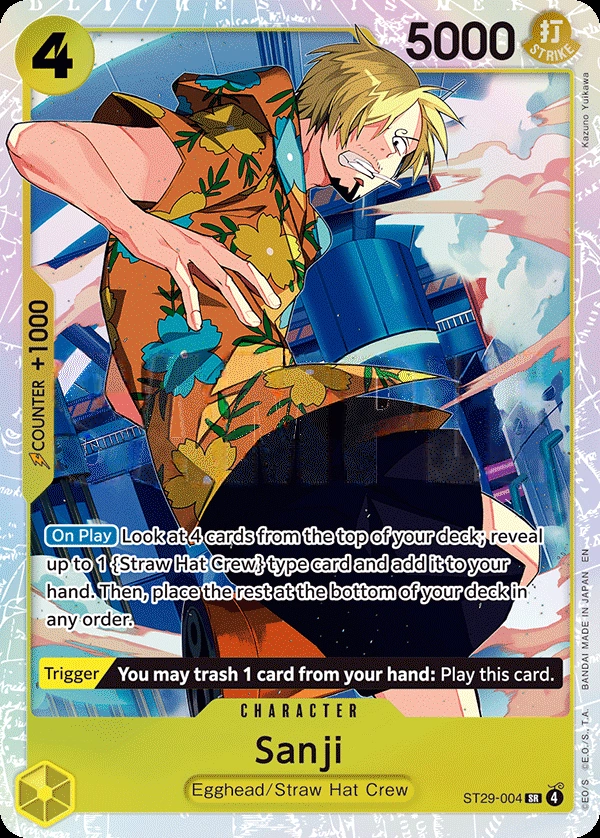 4
5000
打
STRIKE
Kazuno Yuikawa
COUNTER +1000
On Play Look at 4 cards from the top of your deck; reveal
up to 1 {Straw Hat Crew} type card and add it to your
hand. Then, place the rest at the bottom of your deck in
any order.
Trigger You may trash 1 card from your hand: Play this card.
CHARACTER
Sanji
Egghead/Straw Hat Crew
ST29-004 SR 4
©E.O/S ©E.O./S., T.A. BANDAI MADE IN JAPAN EN